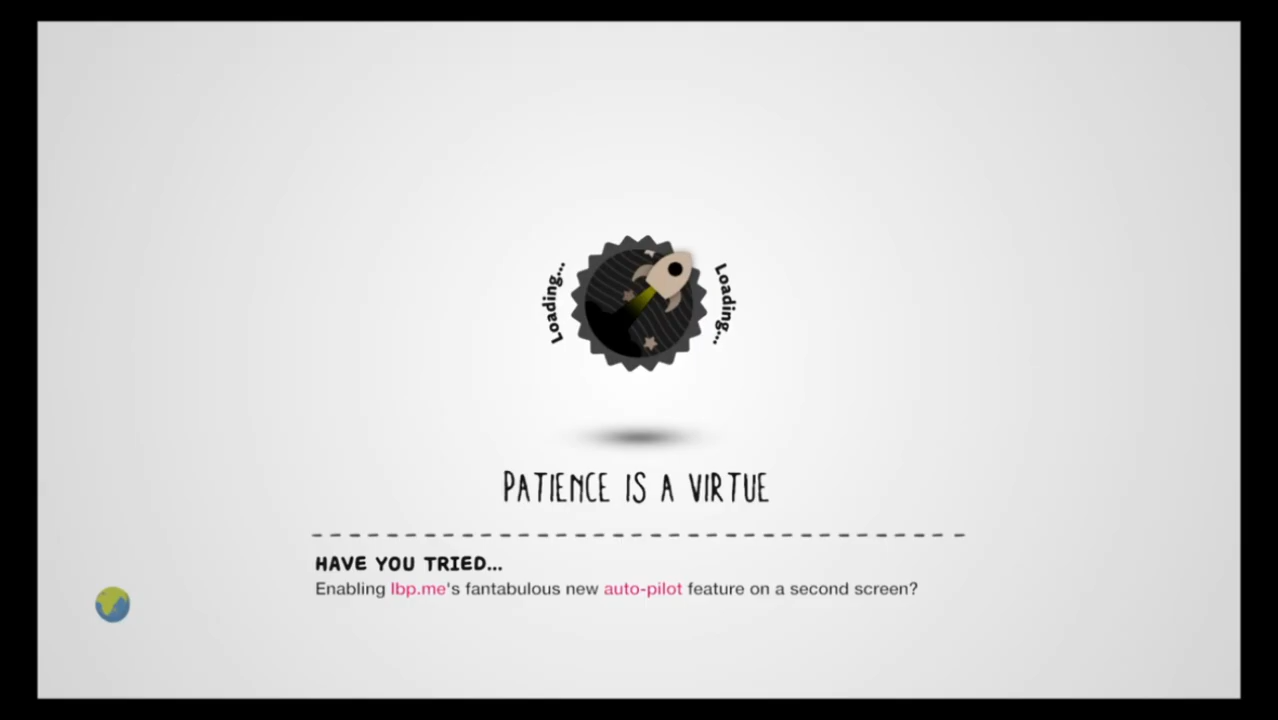 Loading...
Loading...
PATIENCE IS A VIRTUE
HAVE YOU TRIED...
Enabling lbp.me's fantabulous new auto-pilot feature on a second screen?